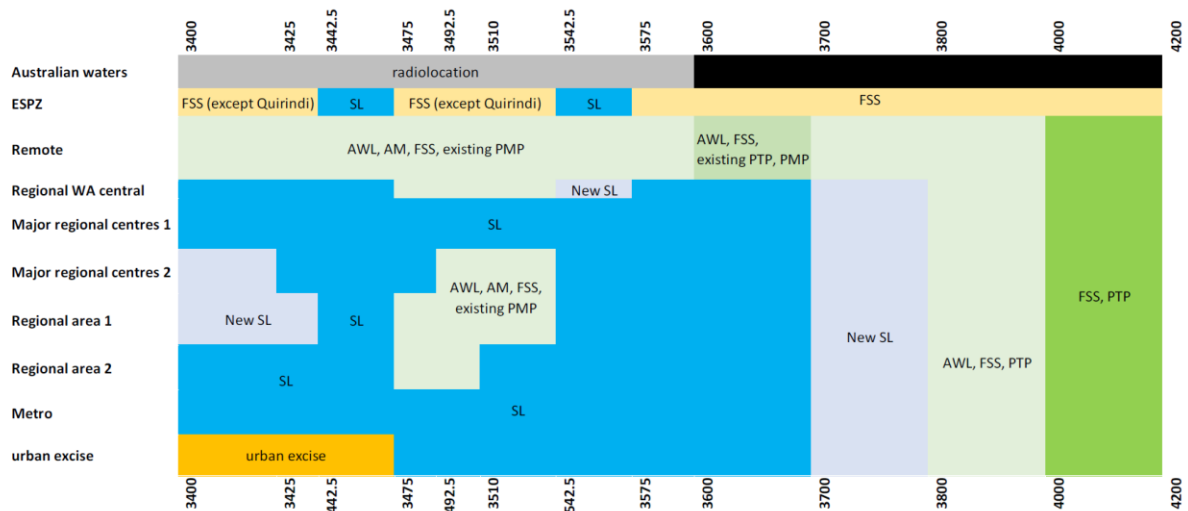 3400 3425 3442.5 3475 3492.5 3510 3542.5 3575 3600 3700 3800 4000 4200
Australian waters radiolocation
ESPZ FSS (except Quirindi) SL FSS (except Quirindi) SL FSS
Remote AWL, AM, FSS, existing PMP AWL, FSS,
existing PTP, PMP
Regional WA central New SL
Major regional centres 1 SL
Major regional centres 2 AWL, AM, FSS,
existing PMP
FSS, PTP
Regional area 1 New SL SL
New SL
Regional area 2 SL AWL, FSS, PTP
Metro SL
urban excise urban excise
3400 3425 3442.5 3475 3492.5 3510 3542.5 3575 3600 3700 3800 4000 4200